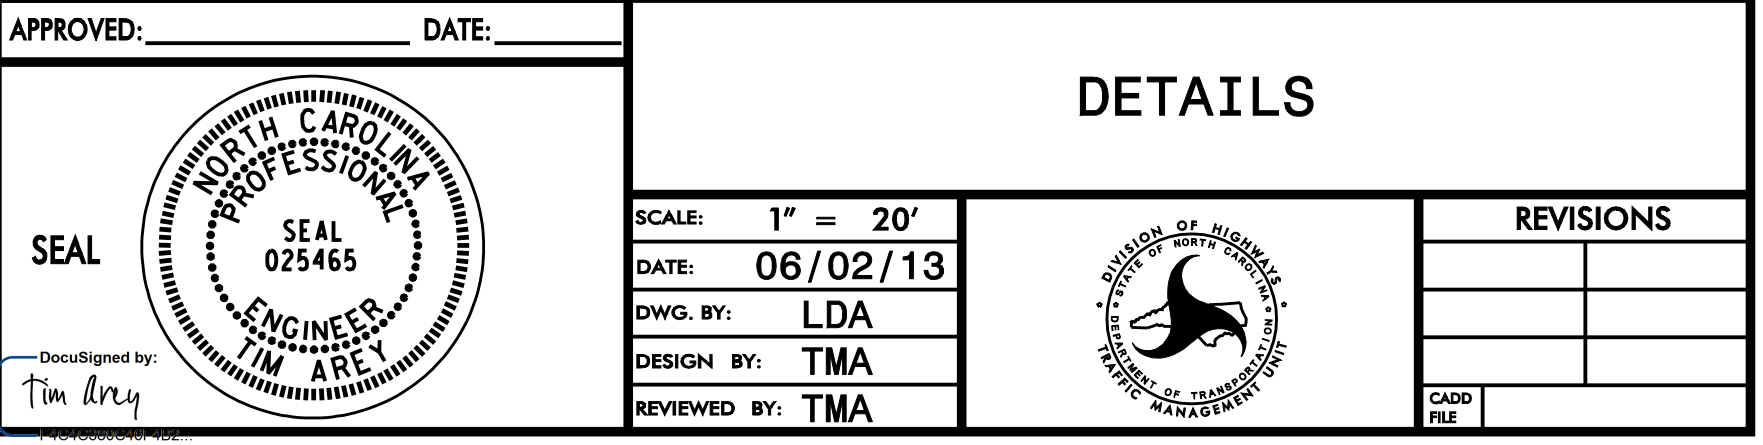 APPROVED: DATE:
SEAL
NORTH CAROLINA
PROFESSIONAL
SEAL
025465
ENGINEER
TIM AREY
DocuSigned by:
Tim Arey
DETAILS
SCALE: 1" = 20'
DATE: 06/02/13
DWG. BY: LDA
DESIGN BY: TMA
REVIEWED BY: TMA
DIVISION OF HIGHWAYS
STATE OF NORTH CAROLINA
DEPARTMENT OF TRANSPORTATION
TRAFFIC MANAGEMENT UNIT
REVISIONS
CADD
FILE